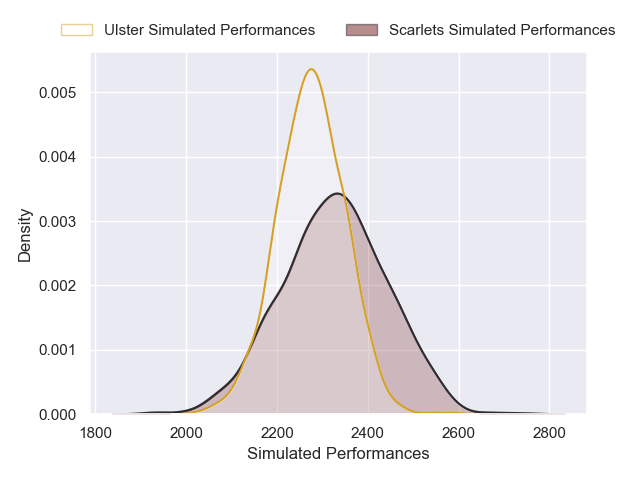 Ulster Simulated Performances Scarlets Simulated Performances
0.005
0.004
0.003
0.002
0.001
0.000
Density
1800 2000 2200 2400 2600 2800
Simulated Performances